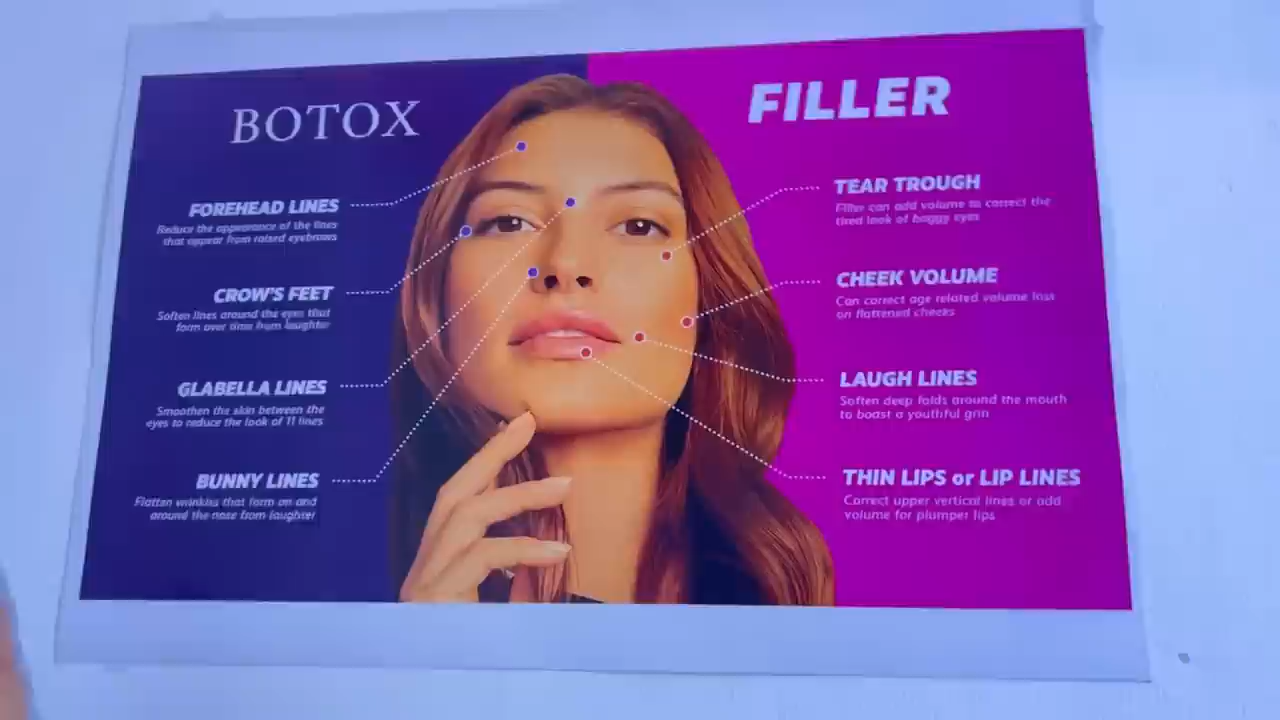 BOTOX
FOREHEAD LINES
Reduce the appearance of the lines
that appear from raised eyebrows
CROW'S FEET
Soften lines around the eyes that
form over time from laughter
GLABELLA LINES
Smoothen the skin between the
eyes to reduce the look of 11 lines
BUNNY LINES
Flatten wrinkles that form on and
around the nose from laughter
FILLER
TEAR TROUGH
Filler can add volume to correct the
tired look of baggy eyes
CHEEK VOLUME
Can correct age related volume loss
on flattened cheeks
LAUGH LINES
Soften deep folds around the mouth
to boast a youthful grin
THIN LIPS or LIP LINES
Correct upper vertical lines or add
volume for plumper lips